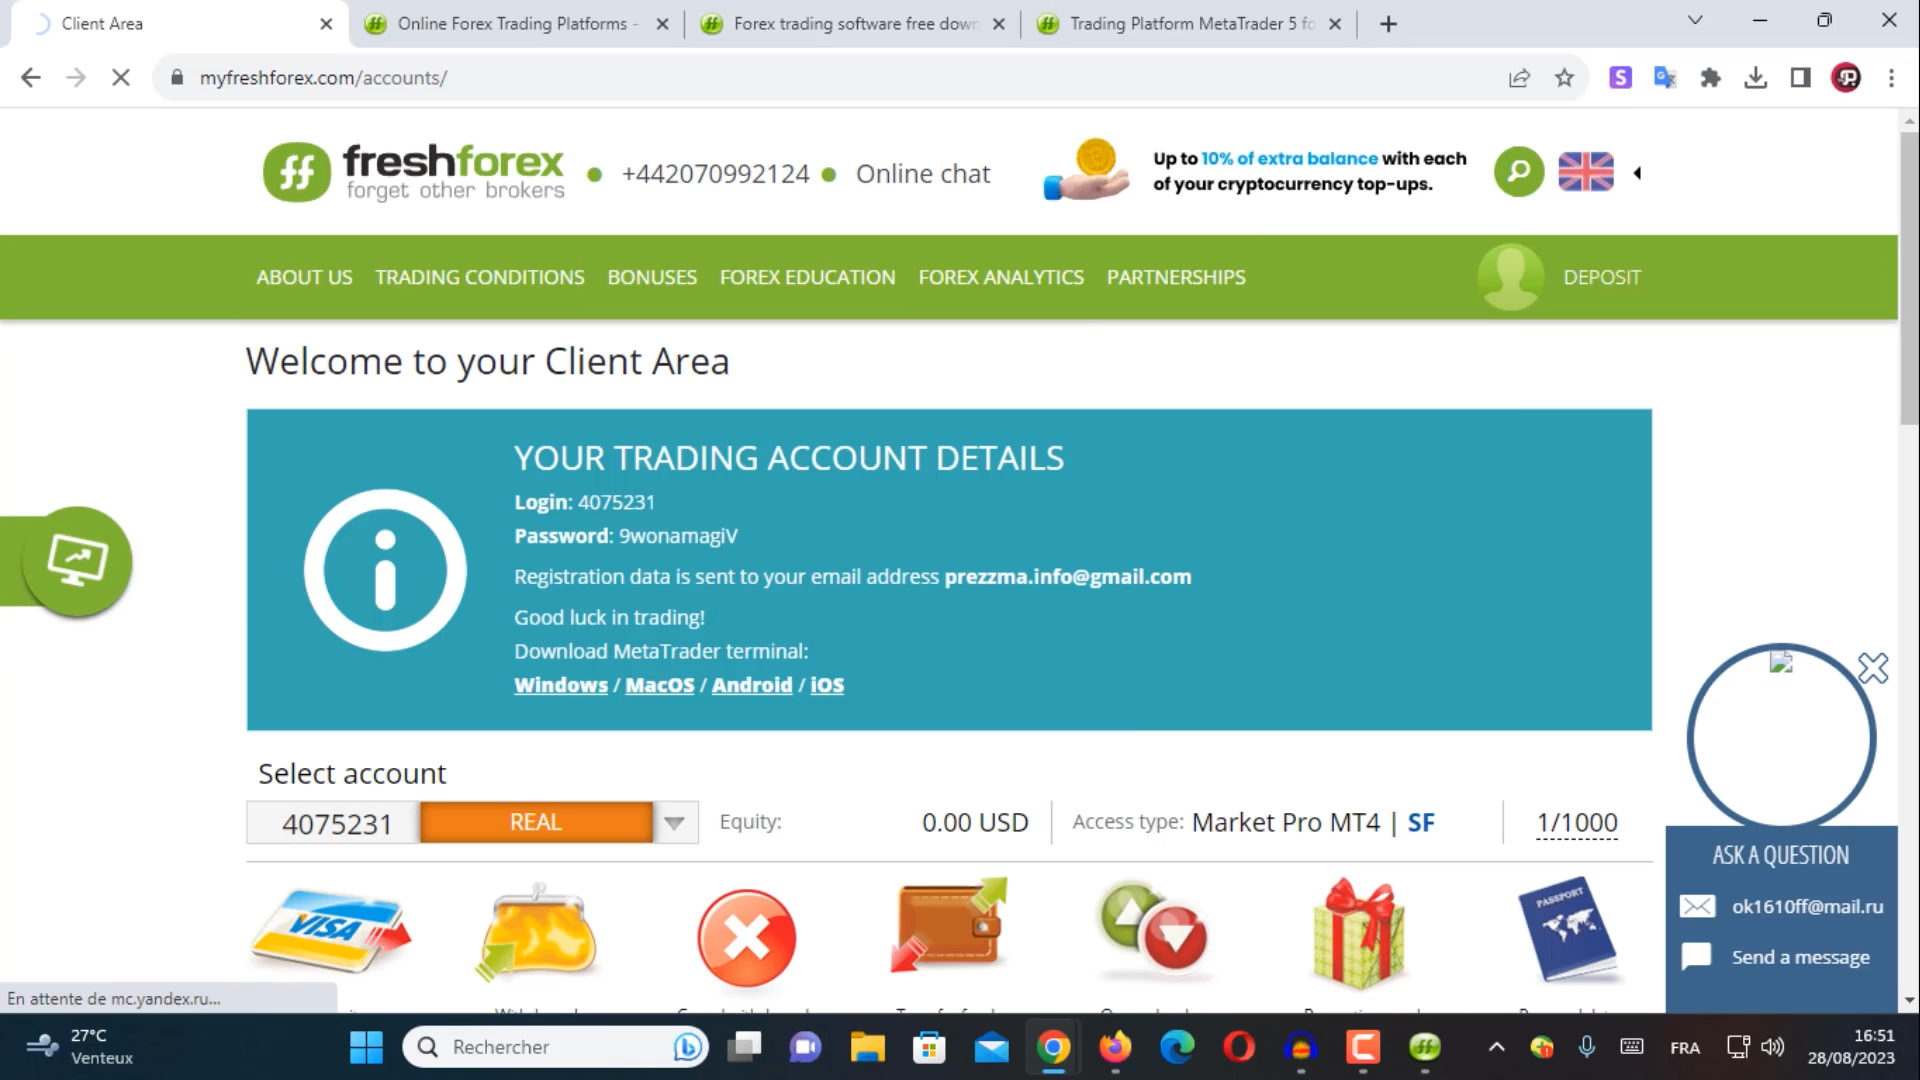 Client Area
Online Forex Trading Platforms -
Forex trading software free down
Trading Platform MetaTrader 5 fo
myfreshforex.com/accounts/
ff freshforex
forget other brokers
+442070992124
Online chat
Up to 10% of extra balance with each
of your cryptocurrency top-ups.
ABOUT US
TRADING CONDITIONS
BONUSES
FOREX EDUCATION
FOREX ANALYTICS
PARTNERSHIPS
DEPOSIT
Welcome to your Client Area
YOUR TRADING ACCOUNT DETAILS
Login: 4075231
Password: 9wonamagiV
Registration data is sent to your email address prezzma.info@gmail.com
Good luck in trading!
Download MetaTrader terminal:
Windows / MacOS / Android / iOS
Select account
4075231
REAL
Equity:
0.00 USD
Access type: Market Pro MT4 | SF
1/1000
VISA
PASSPORT
ASK A QUESTION
ok1610ff@mail.ru
Send a message
En attente de mc.yandex.ru...
27°C
Venteux
Rechercher
FRA
16:51
28/08/2023